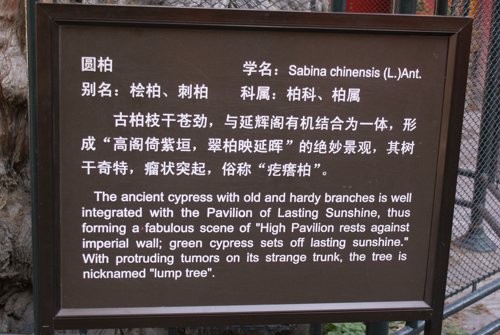 圆柏 学名：Sabina chinensis (L.)Ant.
别名：桧柏、刺柏 科属：柏科、柏属
古柏枝干苍劲，与延辉阁有机结合为一体，形
成“高阁倚紫垣，翠柏映延晖”的绝妙景观，其树
干奇特，瘤状突起，俗称“疙瘩柏”。
The ancient cypress with old and hardy branches is well
integrated with the Pavilion of Lasting Sunshine, thus
forming a fabulous scene of "High Pavilion rests against
imperial wall; green cypress sets off lasting sunshine."
With protruding tumors on its strange trunk, the tree is
nicknamed "lump tree".